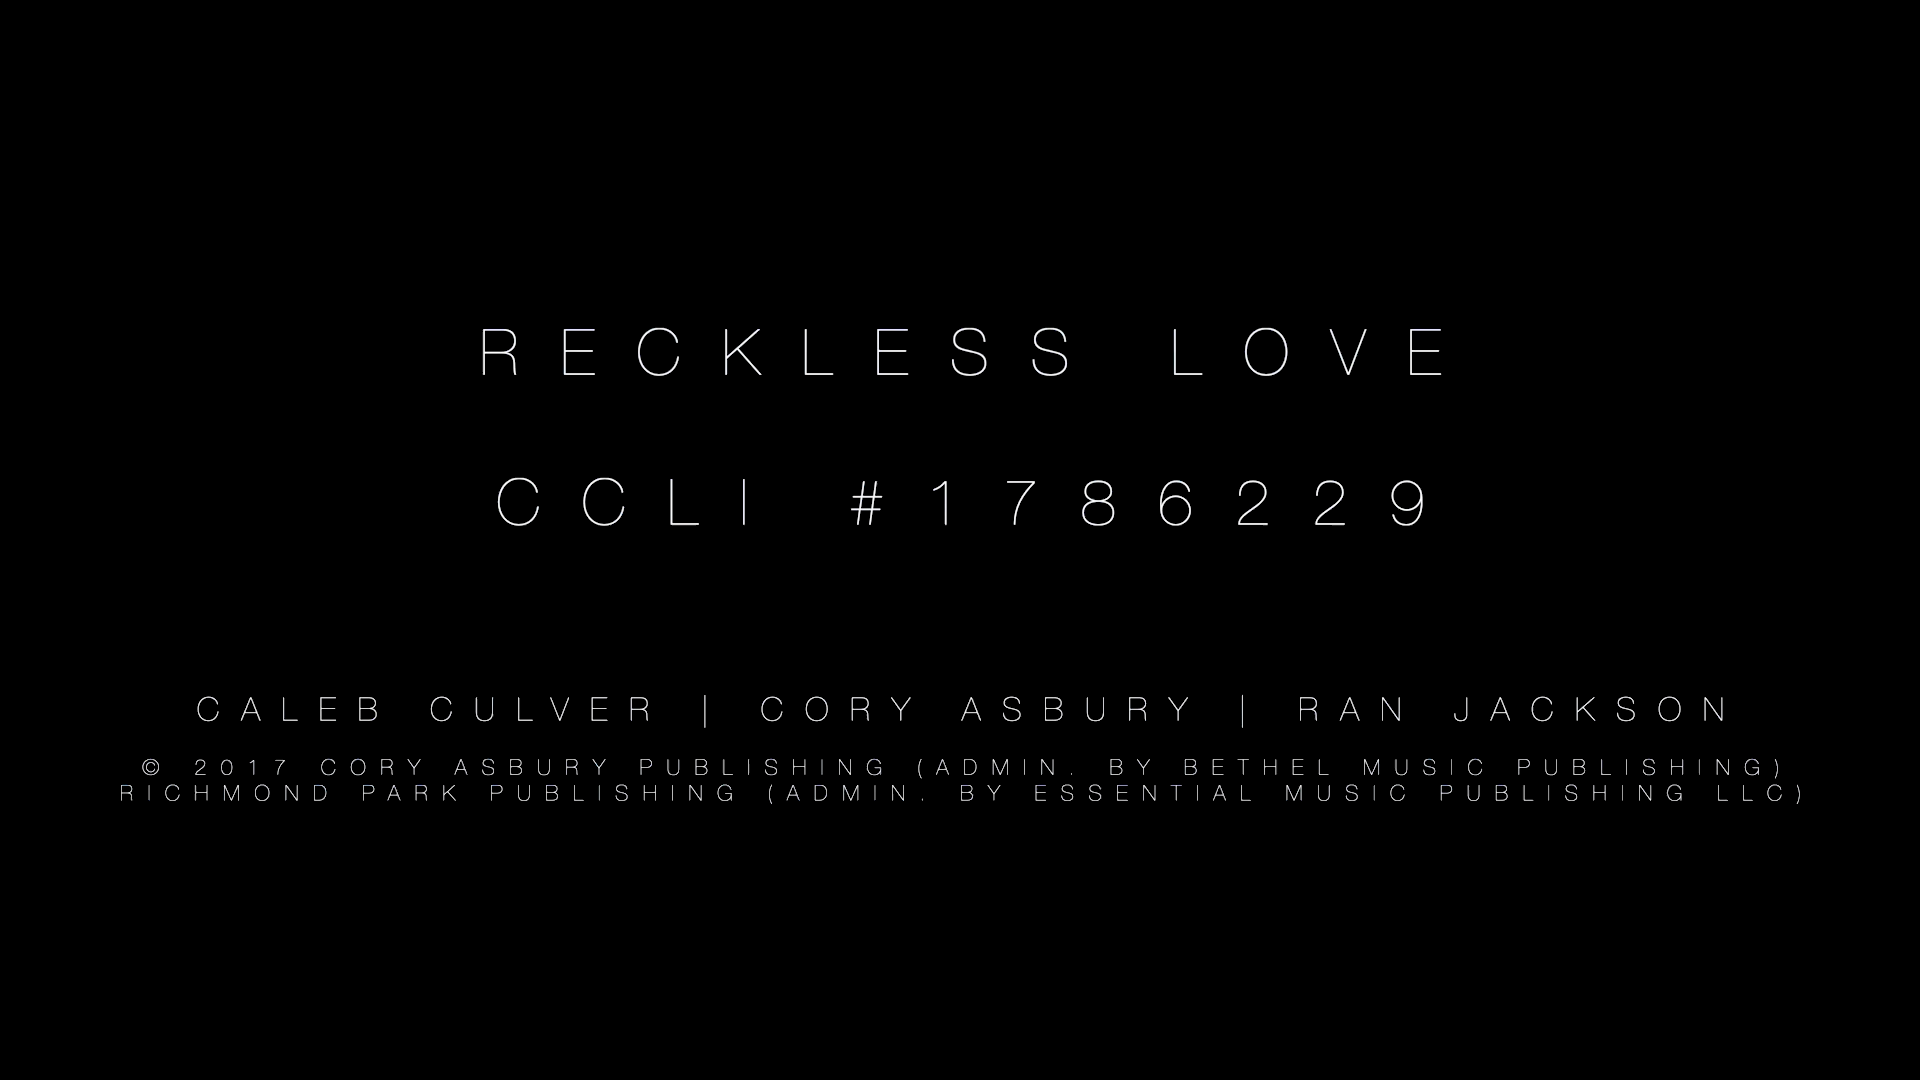 RECKLESS LOVE
CCLI #1786229
CALEB CULVER | CORY ASBURY | RAN JACKSON
© 2017 CORY ASBURY PUBLISHING (ADMIN. BY BETHEL MUSIC PUBLISHING)
RICHMOND PARK PUBLISHING (ADMIN. BY ESSENTIAL MUSIC PUBLISHING LLC)